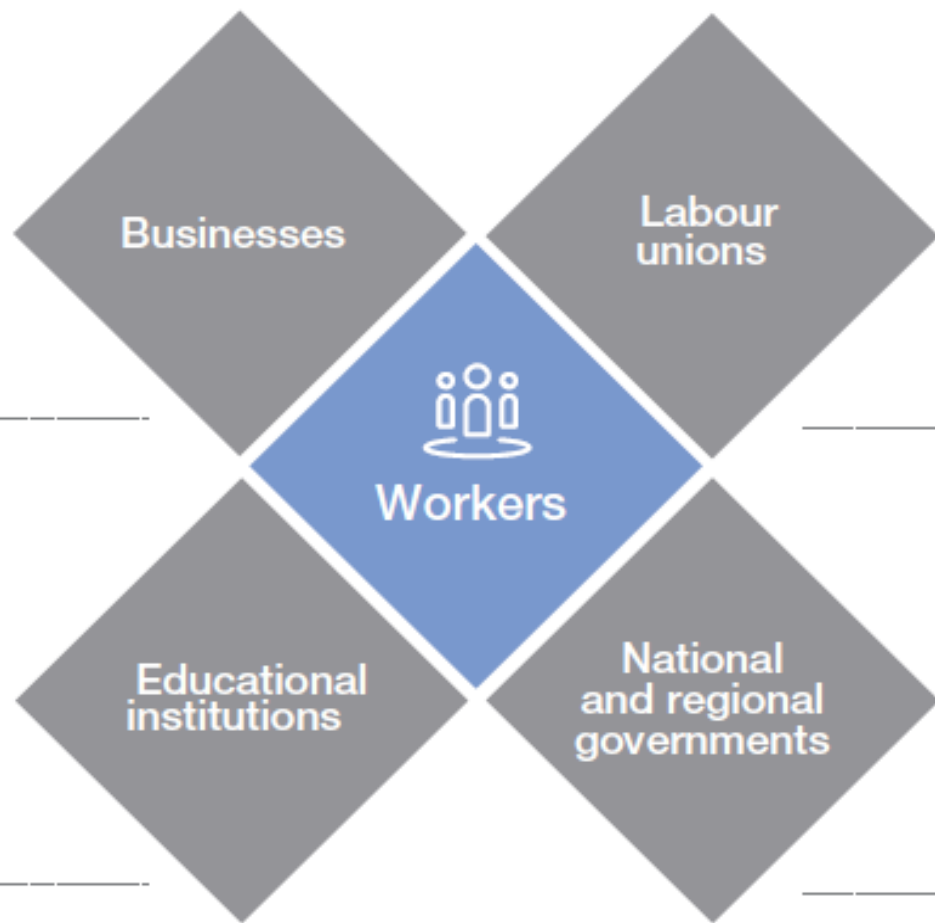 Businesses
Labour
unions
Workers
Educational
institutions
National
and regional
governments